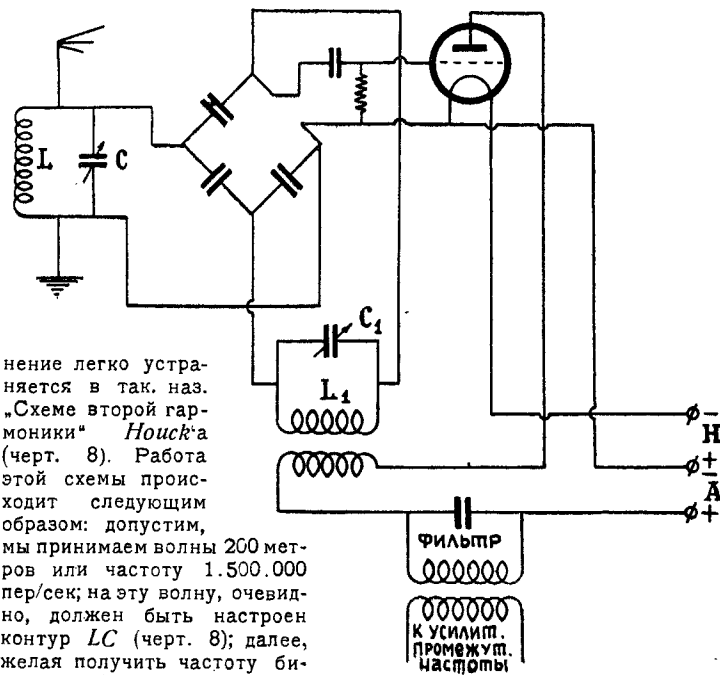 L
C
C₁
L₁
−
Н
+
−
А
+
ФИЛЬТР
К УСИЛИТ.
ПРОМЕЖУТ.
ЧАСТОТЫ
нение легко устра-
няется в так. наз.
„Схеме второй гар-
моники“ Houck‘а
(черт. 8). Работа
этой схемы проис-
ходит следующим
образом: допустим,
мы принимаем волны 200 мет-
ров или частоту 1.500.000
пер/сек; на эту волну, очевид-
но, должен быть настроен
контур LC (черт. 8); далее,
желая получить частоту би-